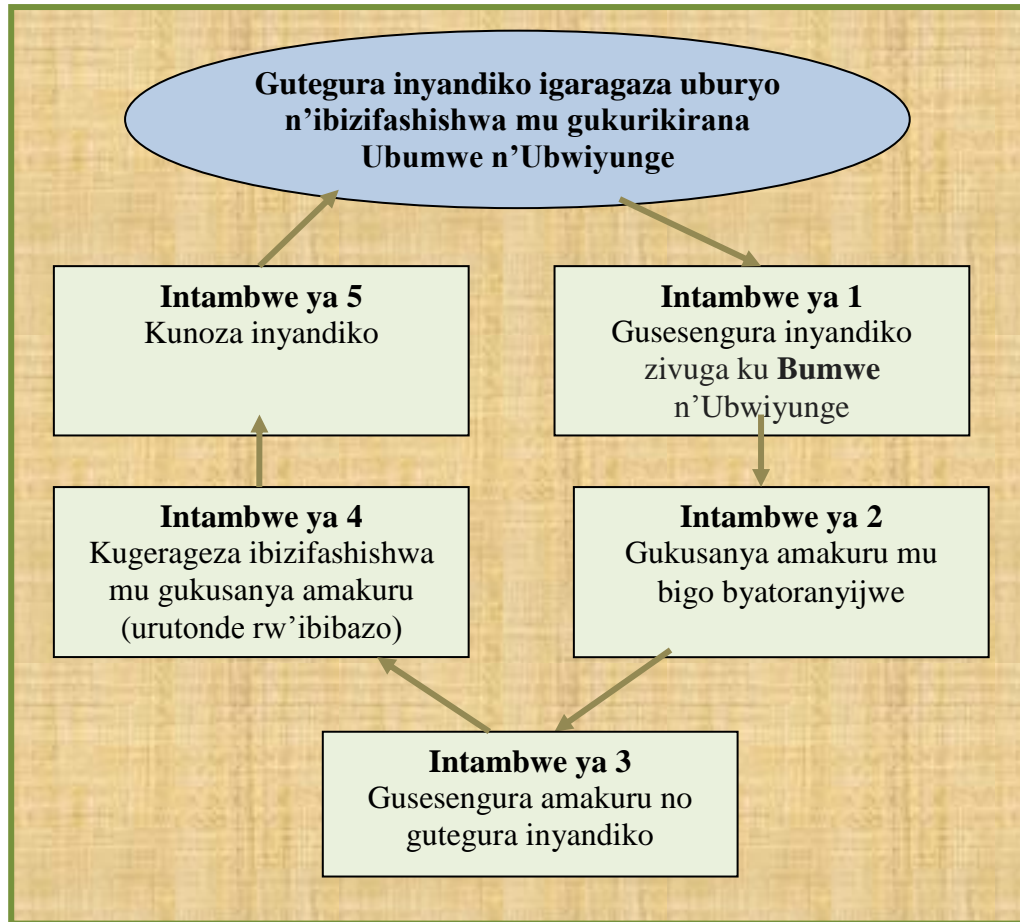 Gutegura inyandiko igaragaza uburyo
n’ibizifashishwa mu gukurikirana
Ubumwe n’Ubwiyunge
Intambwe ya 1
Gusesengura inyandiko
zivuga ku Bumwe
n’Ubwiyunge
Intambwe ya 2
Gukusanya amakuru mu
bigo byatoranyijwe
Intambwe ya 3
Gusesengura amakuru no
gutegura inyandiko
Intambwe ya 4
Kugerageza ibizifashishwa
mu gukusanya amakuru
(urutonde rw’ibibazo)
Intambwe ya 5
Kunoza inyandiko